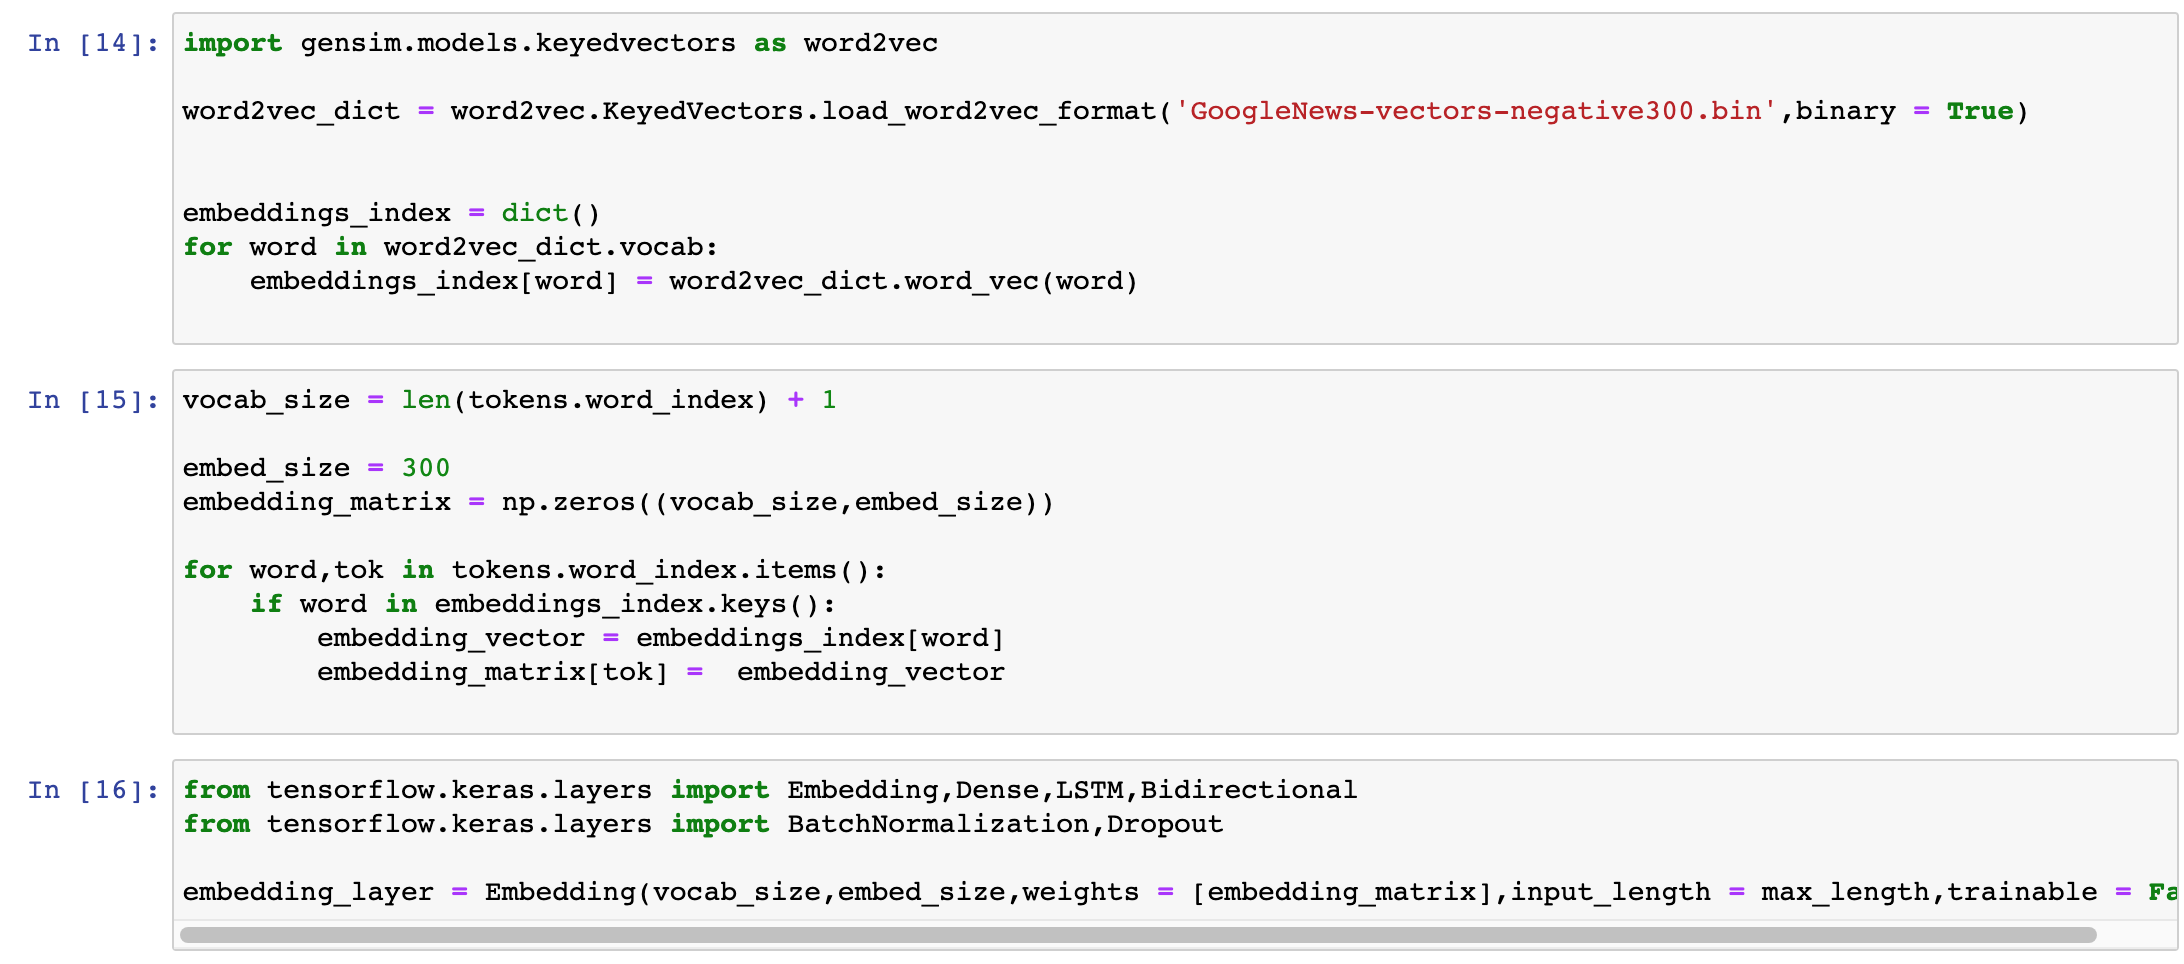 In [14]: import gensim.models.keyedvectors as word2vec
word2vec_dict = word2vec.KeyedVectors.load_word2vec_format('GoogleNews-vectors-negative300.bin',binary = True)
embeddings_index = dict()
for word in word2vec_dict.vocab:
    embeddings_index[word] = word2vec_dict.word_vec(word)
In [15]: vocab_size = len(tokens.word_index) + 1
embed_size = 300
embedding_matrix = np.zeros((vocab_size,embed_size))
for word,tok in tokens.word_index.items():
    if word in embeddings_index.keys():
        embedding_vector = embeddings_index[word]
        embedding_matrix[tok] =  embedding_vector
In [16]: from tensorflow.keras.layers import Embedding,Dense,LSTM,Bidirectional
from tensorflow.keras.layers import BatchNormalization,Dropout
embedding_layer = Embedding(vocab_size,embed_size,weights = [embedding_matrix],input_length = max_length,trainable = Fa